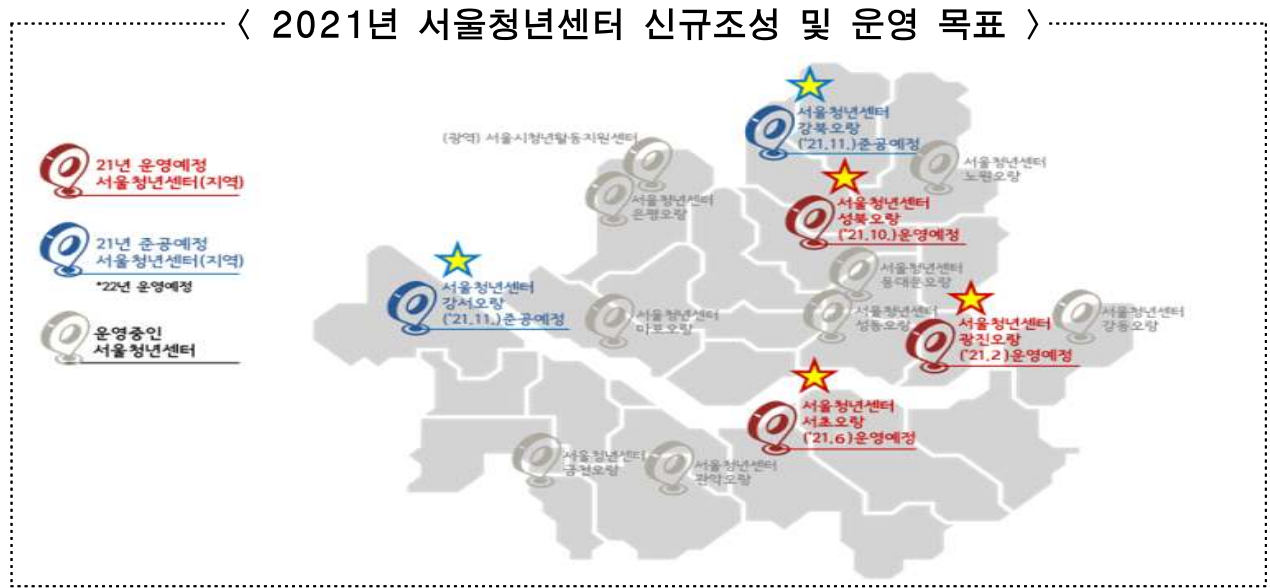 < 2021년 서울청년센터 신규조성 및 운영 목표 >
21년 운영예정
서울청년센터(지역)
21년 준공예정
서울청년센터(지역)
*22년 운영예정
운영중인
서울청년센터
서울청년센터
강북오랑
('21.11.)준공예정
(광역) 서울시청년활동지원센터
서울청년센터
노원오랑
서울청년센터
은평오랑
서울청년센터
성북오랑
('21.10.)운영예정
서울청년센터
강서오랑
('21.11.)준공예정
서울청년센터
동대문오랑
서울청년센터
마포오랑
서울청년센터
성동오랑
서울청년센터
광진오랑
('21.2)운영예정
서울청년센터
강동오랑
서울청년센터
서초오랑
('21.6)운영예정
서울청년센터
금천오랑
서울청년센터
관악오랑